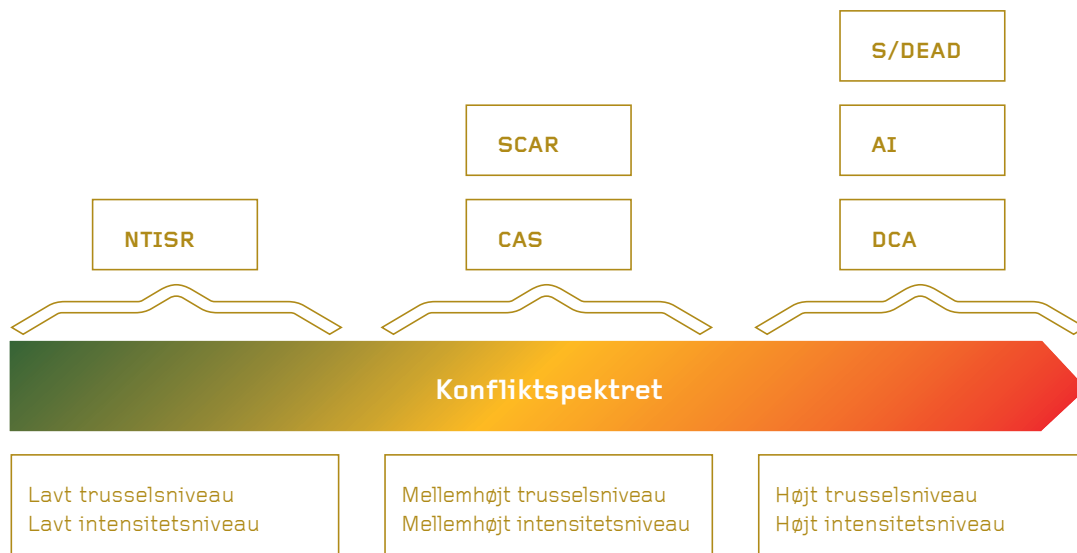 S/DEAD
SCAR
AI
NTISR
CAS
DCA
Konfliktspektret
Lavt trusselsniveau
Lavt intensitetsniveau
Mellemhøjt trusselsniveau
Mellemhøjt intensitetsniveau
Højt trusselsniveau
Højt intensitetsniveau